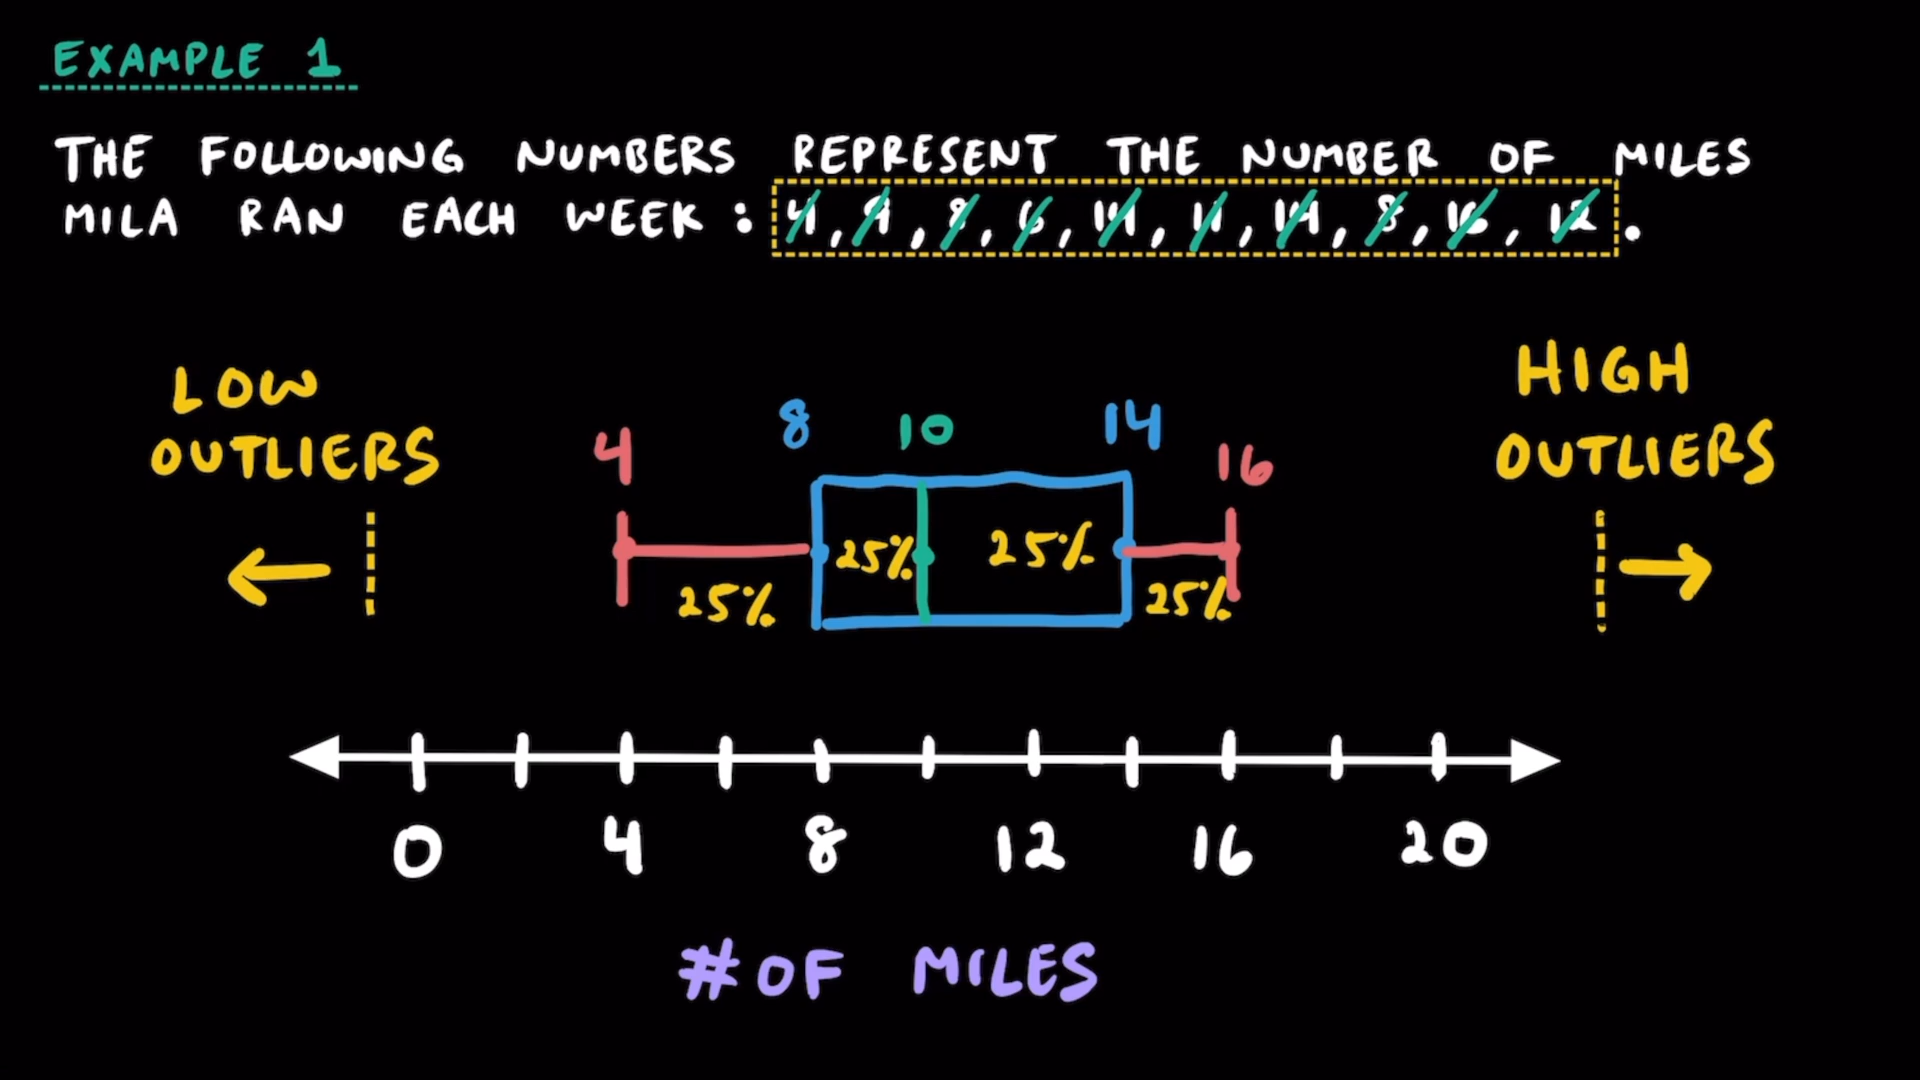 EXAMPLE 1
THE FOLLOWING NUMBERS REPRESENT THE NUMBER OF MILES
MILA RAN EACH WEEK: 4, 9, 8, 6, 14, 11, 14, 8, 16, 12.
LOW
OUTLIERS
HIGH
OUTLIERS
4 8 10 14 16
25% 25% 25% 25%
0 4 8 12 16 20
# OF MILES